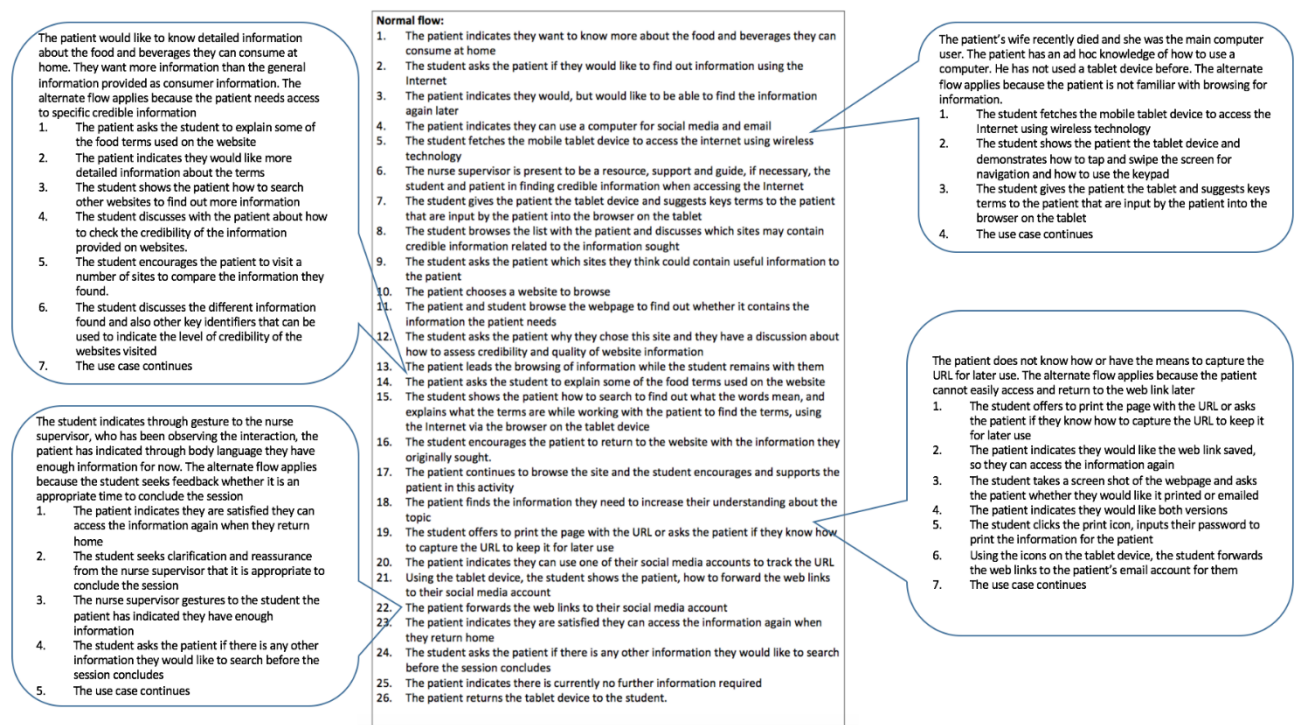 The patient would like to know detailed information
about the food and beverages they can consume at
home. They want more information than the general
information provided as consumer information. The
alternate flow applies because the patient needs access
to specific credible information
1. The patient asks the student to explain some of
the food terms used on the website
2. The patient indicates they would like more
detailed information about the terms
3. The student shows the patient how to search
other websites to find out more information
4. The student discusses with the patient about how
to check the credibility of the information
provided on websites.
5. The student encourages the patient to visit a
number of sites to compare the information they
found.
6. The student discusses the different information
found and also other key identifiers that can be
used to indicate the level of credibility of the
websites visited
7. The use case continues
The student indicates through gesture to the nurse
supervisor, who has been observing the interaction, the
patient has indicated through body language they have
enough information for now. The alternate flow applies
because the student seeks feedback whether it is an
appropriate time to conclude the session
1. The patient indicates they are satisfied they can
access the information again when they return
home
2. The student seeks clarification and reassurance
from the nurse supervisor that it is appropriate to
conclude the session
3. The nurse supervisor gestures to the student the
patient has indicated they have enough
information
4. The student asks the patient if there is any other
information they would like to search before the
session concludes
5. The use case continues
Normal flow:
1. The patient indicates they want to know more about the food and beverages they can
consume at home
2. The student asks the patient if they would like to find out information using the
Internet
3. The patient indicates they would, but would like to be able to find the information
again later
4. The patient indicates they can use a computer for social media and email
5. The student fetches the mobile tablet device to access the internet using wireless
technology
6. The nurse supervisor is present to be a resource, support and guide, if necessary, the
student and patient in finding credible information when accessing the Internet
7. The student gives the patient the tablet device and suggests keys terms to the patient
that are input by the patient into the browser on the tablet
8. The student browses the list with the patient and discusses which sites may contain
credible information related to the information sought
9. The student asks the patient which sites they think could contain useful information to
the patient
10. The patient chooses a website to browse
11. The patient and student browse the webpage to find out whether it contains the
information the patient needs
12. The student asks the patient why they chose this site and they have a discussion about
how to assess credibility and quality of website information
13. The patient leads the browsing of information while the student remains with them
14. The patient asks the student to explain some of the food terms used on the website
15. The student shows the patient how to search to find out what the words mean, and
explains what the terms are while working with the patient to find the terms, using
the Internet via the browser on the tablet device
16. The student encourages the patient to return to the website with the information they
originally sought.
17. The patient continues to browse the site and the student encourages and supports the
patient in this activity
18. The patient finds the information they need to increase their understanding about the
topic
19. The student offers to print the page with the URL or asks the patient if they know how
to capture the URL to keep it for later use
20. The patient indicates they can use one of their social media accounts to track the URL
21. Using the tablet device, the student shows the patient, how to forward the web links
to their social media account
22. The patient forwards the web links to their social media account
23. The patient indicates they are satisfied they can access the information again when
they return home
24. The student asks the patient if there is any other information they would like to search
before the session concludes
25. The patient indicates there is currently no further information required
26. The patient returns the tablet device to the student.
The patient's wife recently died and she was the main computer
user. The patient has an ad hoc knowledge of how to use a
computer. He has not used a tablet device before. The alternate
flow applies because the patient is not familiar with browsing for
information.
1. The student fetches the mobile tablet device to access the
Internet using wireless technology
2. The student shows the patient the tablet device and
demonstrates how to tap and swipe the screen for
navigation and how to use the keypad
3. The student gives the patient the tablet and suggests keys
terms to the patient that are input by the patient into the
browser on the tablet
4. The use case continues
The patient does not know how or have the means to capture the
URL for later use. The alternate flow applies because the patient
cannot easily access and return to the web link later
1. The student offers to print the page with the URL or asks
the patient if they know how to capture the URL to keep it
for later use
2. The patient indicates they would like the web link saved,
so they can access the information again
3. The student takes a screen shot of the webpage and asks
the patient whether they would like it printed or emailed
4. The patient indicates they would like both versions
5. The student clicks the print icon, inputs their password to
print the information for the patient
6. Using the icons on the tablet device, the student forwards
the web links to the patient's email account for them
7. The use case continues